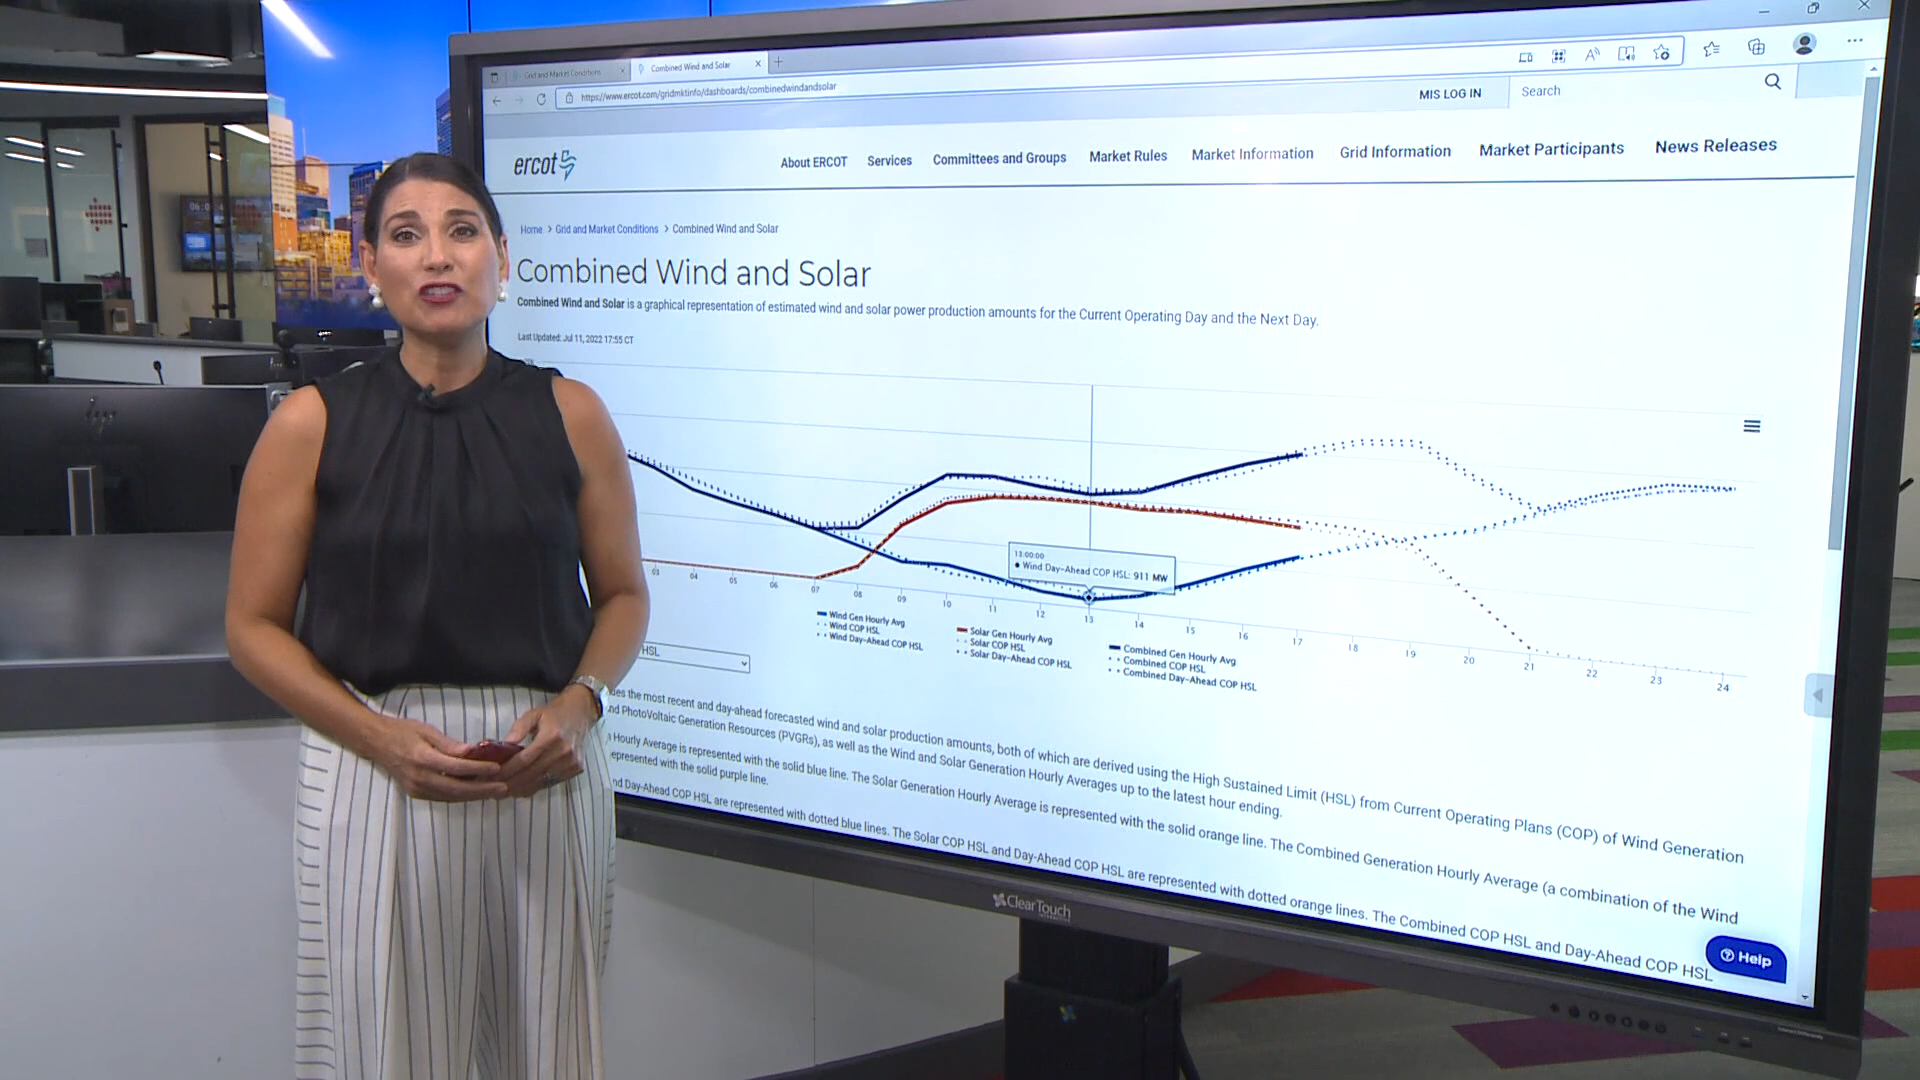 Grid and Market Conditions
Combined Wind and Solar
https://www.ercot.com/gridmktinfo/dashboards/combinedwindandsolar
MIS LOG IN
Search
ercot
About ERCOT
Services
Committees and Groups
Market Rules
Market Information
Grid Information
Market Participants
News Releases
Home > Grid and Market Conditions > Combined Wind and Solar
Combined Wind and Solar
Combined Wind and Solar is a graphical representation of estimated wind and solar power production amounts for the Current Operating Day and the Next Day.
Last Updated: Jul 11, 2022 17:55 CT
13:00:00
Wind Day-Ahead COP HSL: 911 MW
03 04 05 06 07 08 09 10 11 12 13 14 15 16 17 18 19 20 21 22 23 24
Wind Gen Hourly Avg
Wind COP HSL
Wind Day-Ahead COP HSL
Solar Gen Hourly Avg
Solar COP HSL
Solar Day-Ahead COP HSL
Combined Gen Hourly Avg
Combined COP HSL
Combined Day-Ahead COP HSL
HSL
the most recent and day-ahead forecasted wind and solar production amounts, both of which are derived using the High Sustained Limit (HSL) from Current Operating Plans (COP) of Wind Generation
PhotoVoltaic Generation Resources (PVGRs), as well as the Wind and Solar Generation Hourly Averages up to the latest hour ending.
Hourly Average is represented with the solid blue line. The Solar Generation Hourly Average is represented with the solid orange line. The Combined Generation Hourly Average (a combination of the Wind
represented with the solid purple line.
Day-Ahead COP HSL are represented with dotted blue lines. The Solar COP HSL and Day-Ahead COP HSL are represented with dotted orange lines. The Combined COP HSL and Day-Ahead COP HSL
Help
ClearTouch